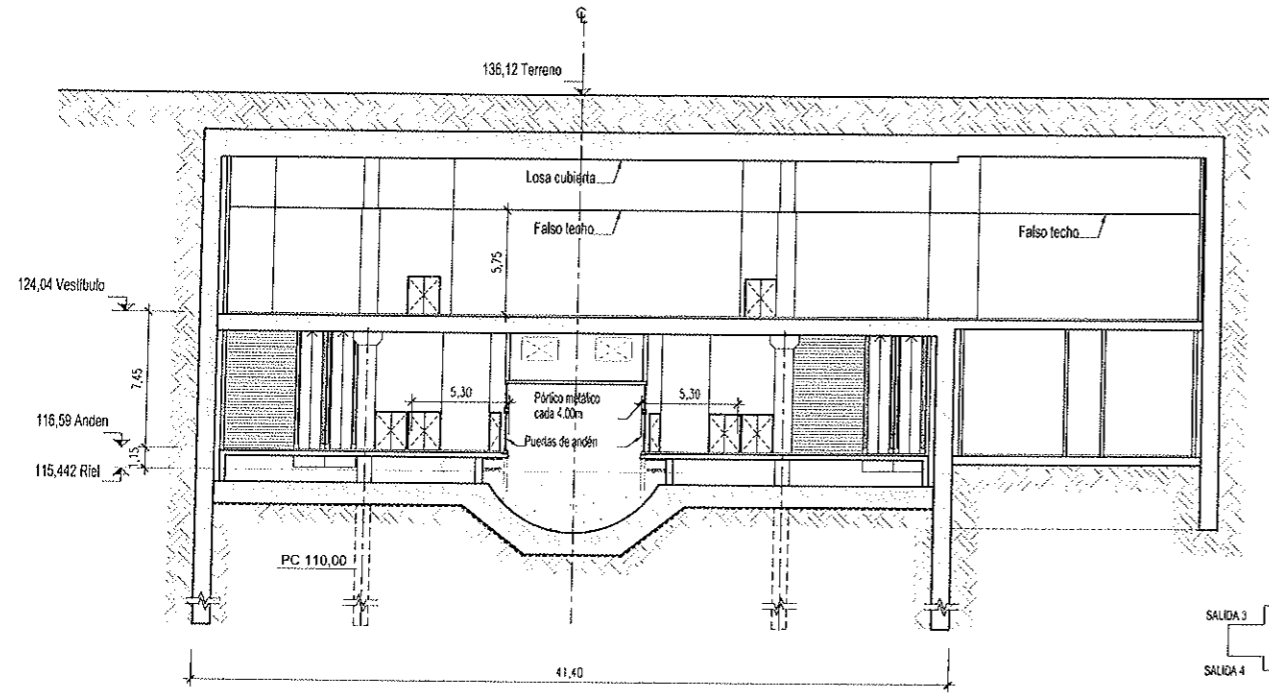 ℄
136,12 Terreno
Losa cubierta
Falso techo
Falso techo
5,75
124,04 Vestíbulo
7,45
5,30
Pórtico metálico
cada 4.00m
5,30
116,59 Anden
Puertas de andén
1,15
115,442 Riel
PC 110,00
SALIDA 3
SALIDA 4
41,40